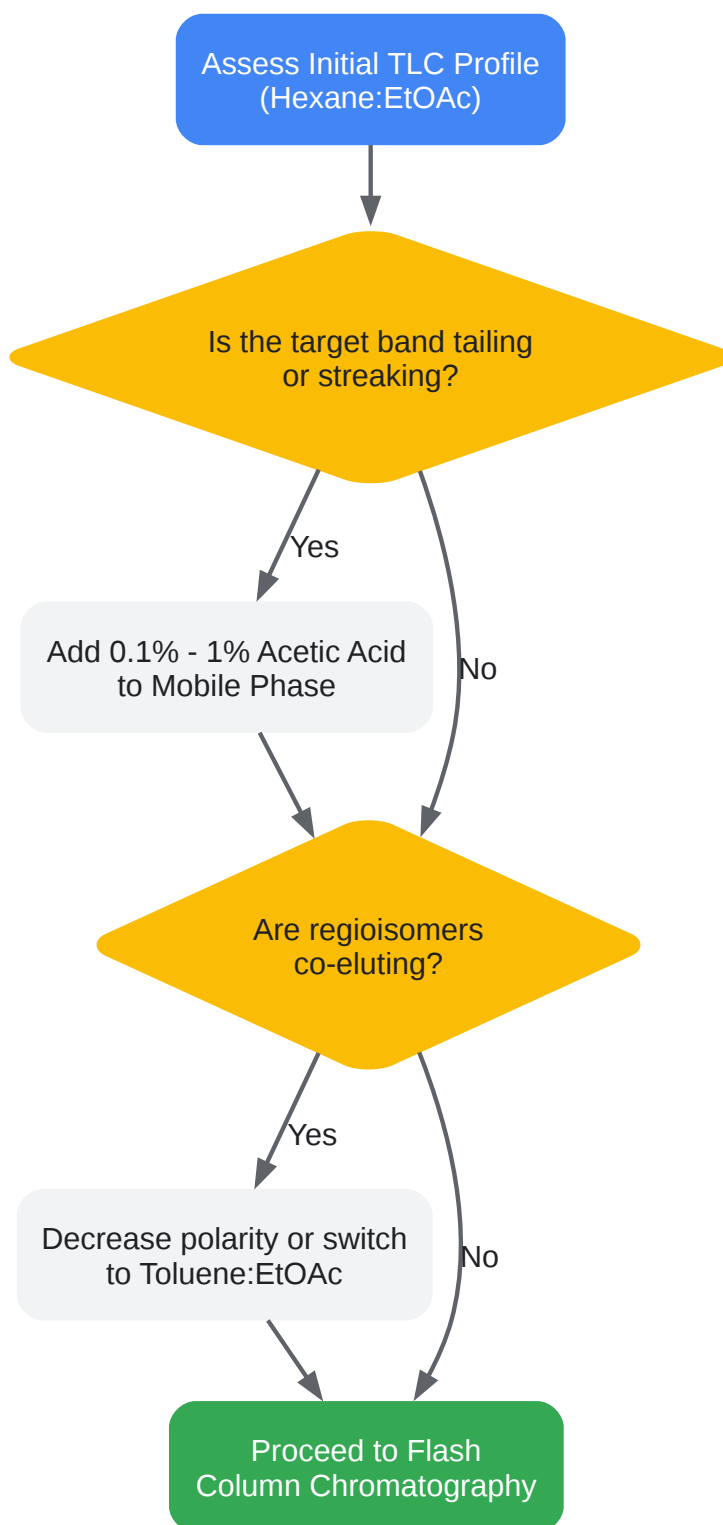 Assess Initial TLC Profile
(Hexane:EtOAc)
Is the target band tailing
or streaking?
Yes
Add 0.1% - 1% Acetic Acid
to Mobile Phase
No
Are regioisomers
co-eluting?
Yes
Decrease polarity or switch
to Toluene:EtOAc
No
Proceed to Flash
Column Chromatography